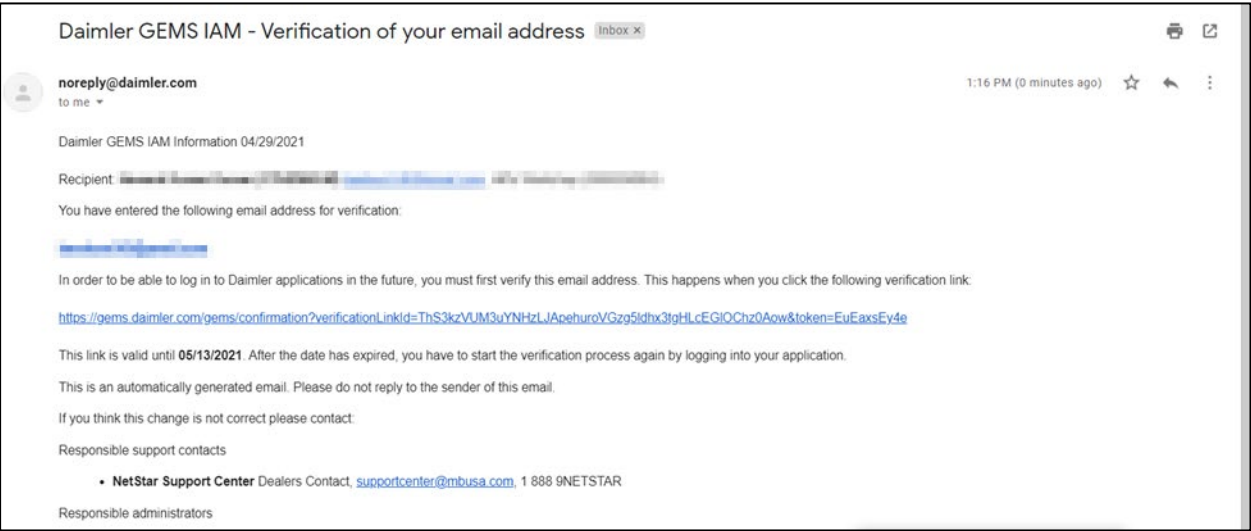 Daimler GEMS IAM - Verification of your email address Inbox ×
noreply@daimler.com
1:16 PM (0 minutes ago)
to me
Daimler GEMS IAM Information 04/29/2021
Recipient:
You have entered the following email address for verification:
In order to be able to log in to Daimler applications in the future, you must first verify this email address. This happens when you click the following verification link:
https://gems.daimler.com/gems/confirmation?verificationLinkId=ThS3kzVUM3uYNHzLJApehuroVGzg5ldhx3tgHLcEGlOChz0Aow&token=EuEaxsEy4e
This link is valid until 05/13/2021. After the date has expired, you have to start the verification process again by logging into your application.
This is an automatically generated email. Please do not reply to the sender of this email.
If you think this change is not correct please contact:
Responsible support contacts
• NetStar Support Center Dealers Contact, supportcenter@mbusa.com, 1 888 9NETSTAR
Responsible administrators